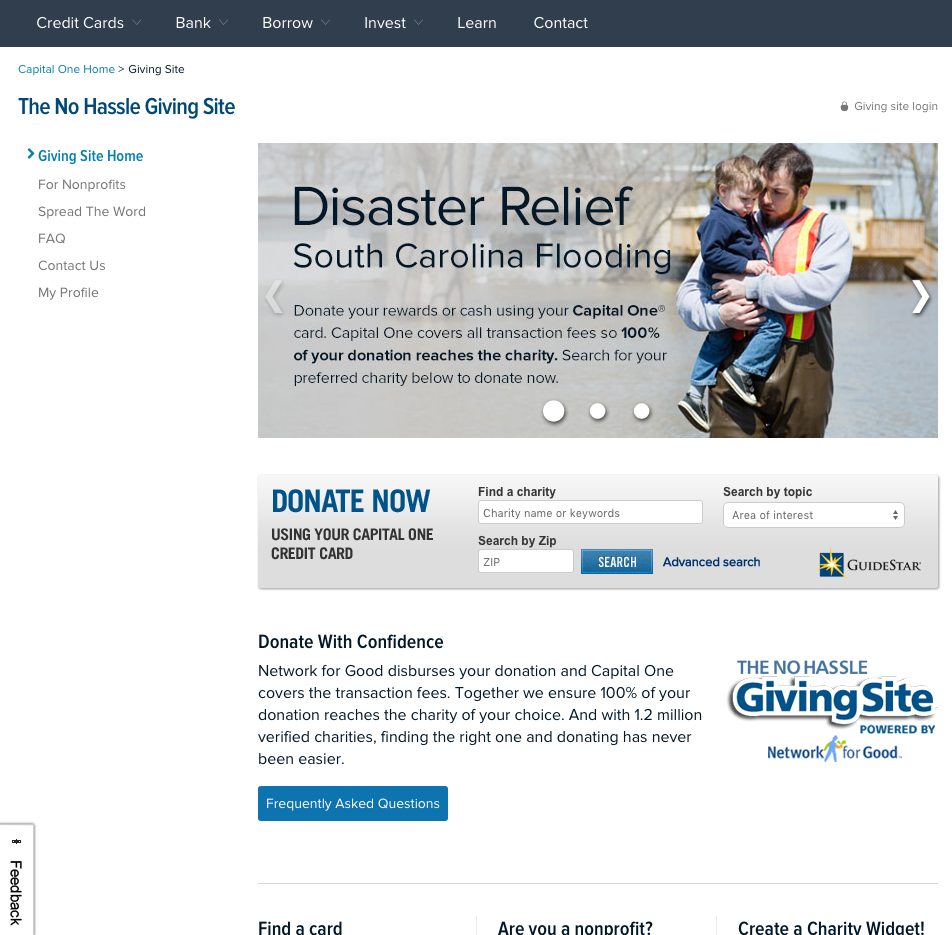 Credit Cards Bank Borrow Invest Learn Contact
Capital One Home > Giving Site
The No Hassle Giving Site
Giving site login
Giving Site Home
For Nonprofits
Spread The Word
FAQ
Contact Us
My Profile
Disaster Relief
South Carolina Flooding
Donate your rewards or cash using your Capital One®
card. Capital One covers all transaction fees so 100%
of your donation reaches the charity. Search for your
preferred charity below to donate now.
DONATE NOW
USING YOUR CAPITAL ONE
CREDIT CARD
Find a charity
Charity name or keywords
Search by topic
Area of interest
Search by Zip
ZIP
SEARCH
Advanced search
GUIDESTAR
Donate With Confidence
Network for Good disburses your donation and Capital One
covers the transaction fees. Together we ensure 100% of your
donation reaches the charity of your choice. And with 1.2 million
verified charities, finding the right one and donating has never
been easier.
THE NO HASSLE
GivingSite
POWERED BY
Network for Good™
Frequently Asked Questions
Feedback
Find a card
Are you a nonprofit?
Create a Charity Widget!